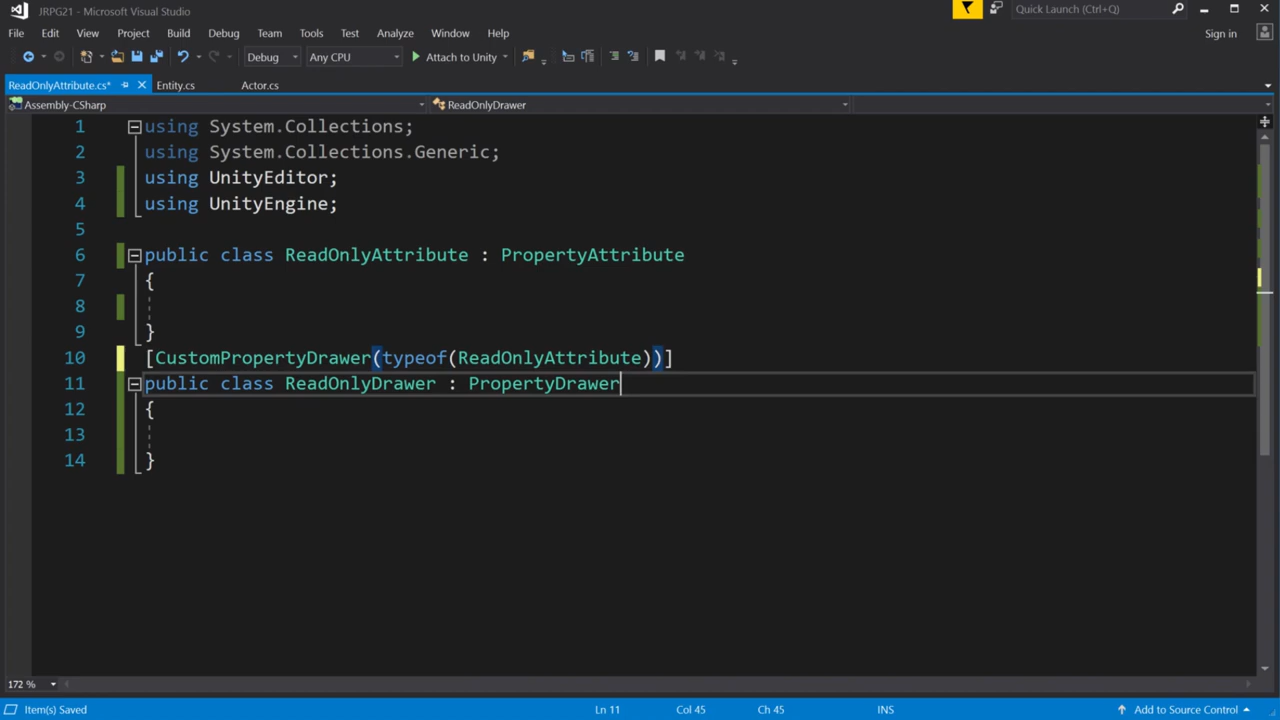 JRPG21 - Microsoft Visual Studio
Quick Launch (Ctrl+Q)
File Edit View Project Build Debug Team Tools Test Analyze Window Help
Sign in
Debug Any CPU Attach to Unity
ReadOnlyAttribute.cs* Entity.cs Actor.cs
Assembly-CSharp ReadOnlyDrawer
1 using System.Collections;
2 using System.Collections.Generic;
3 using UnityEditor;
4 using UnityEngine;
5
6 public class ReadOnlyAttribute : PropertyAttribute
7 {
8
9 }
10 [CustomPropertyDrawer(typeof(ReadOnlyAttribute))]
11 public class ReadOnlyDrawer : PropertyDrawer
12 {
13
14 }
172 %
Item(s) Saved Ln 11 Col 45 Ch 45 INS Add to Source Control